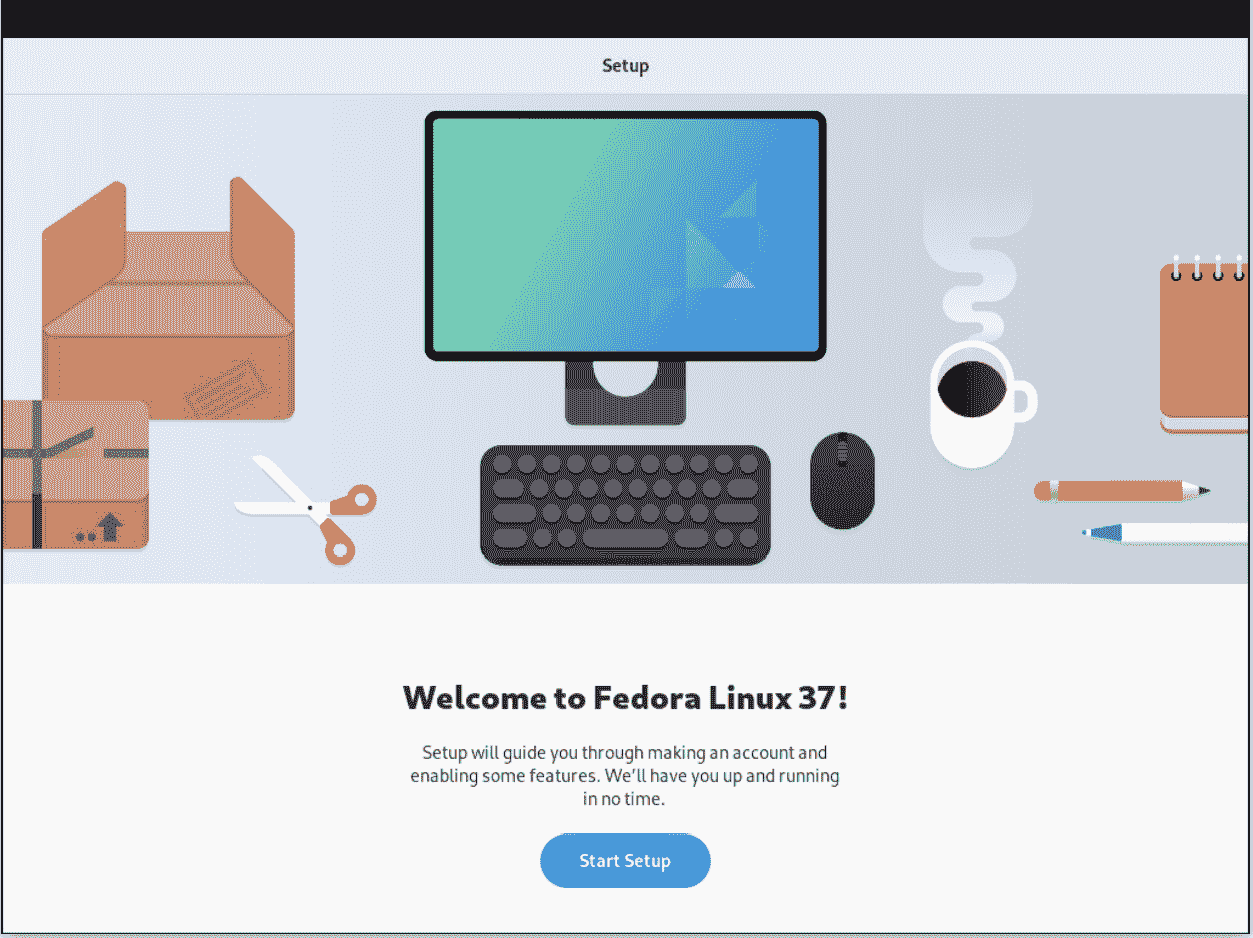 Setup
Welcome to Fedora Linux 37!
Setup will guide you through making an account and
enabling some features. We’ll have you up and running
in no time.
Start Setup